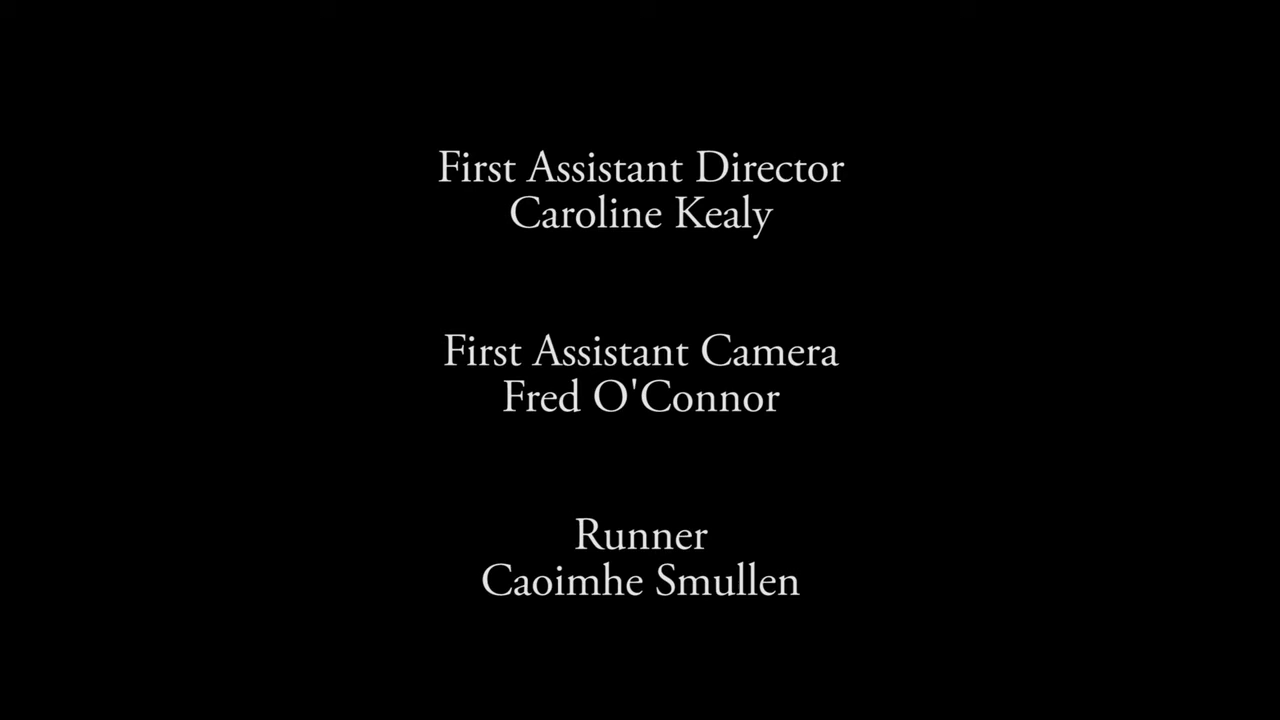 First Assistant Director
Caroline Kealy
First Assistant Camera
Fred O'Connor
Runner
Caoimhe Smullen